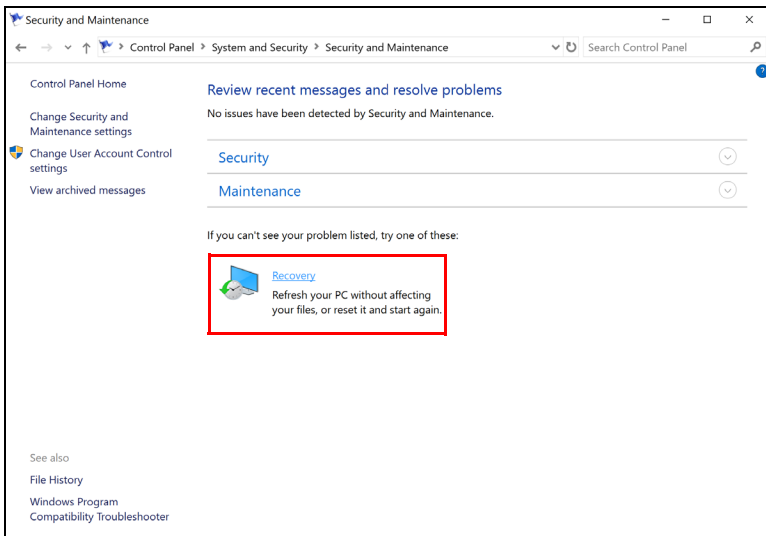 Security and Maintenance
Control Panel > System and Security > Security and Maintenance
Search Control Panel
?
Control Panel Home
Change Security and
Maintenance settings
Change User Account Control
settings
View archived messages
Review recent messages and resolve problems
No issues have been detected by Security and Maintenance.
Security
Maintenance
If you can't see your problem listed, try one of these:
Recovery
Refresh your PC without affecting
your files, or reset it and start again.
See also
File History
Windows Program
Compatibility Troubleshooter